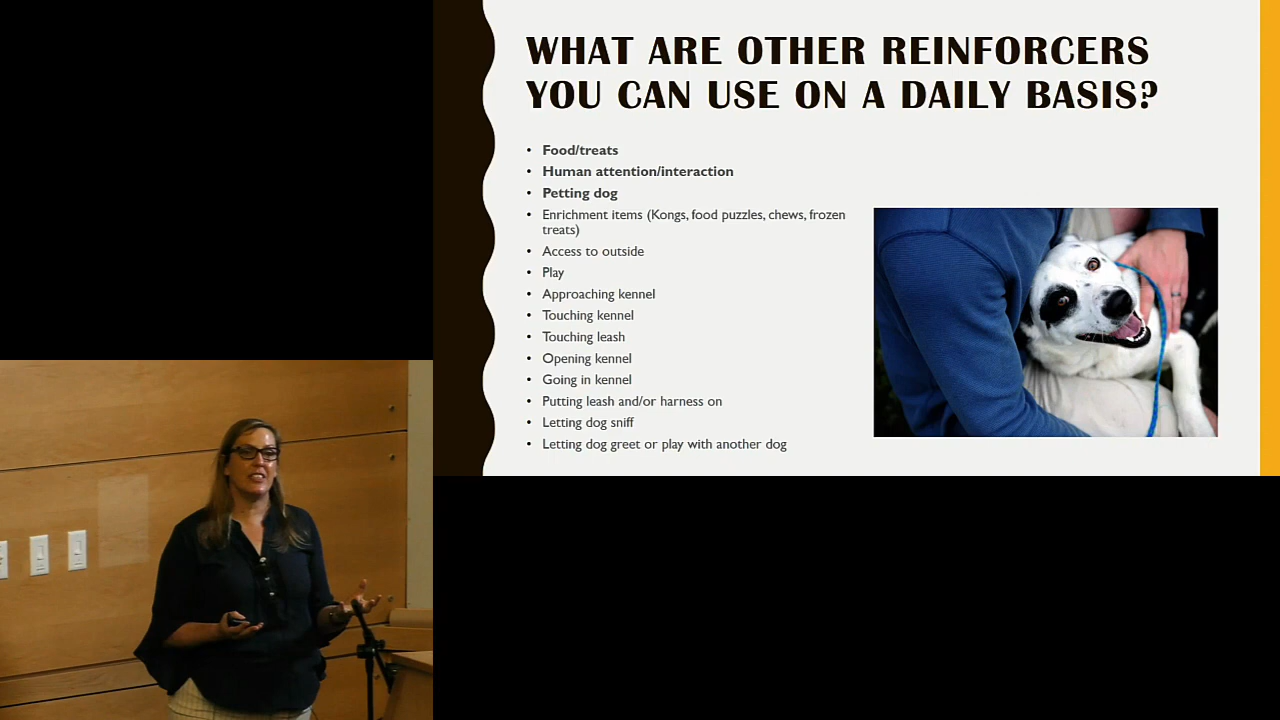 WHAT ARE OTHER REINFORCERS
YOU CAN USE ON A DAILY BASIS?
• Food/treats
• Human attention/interaction
• Petting dog
• Enrichment items (Kongs, food puzzles, chews, frozen
treats)
• Access to outside
• Play
• Approaching kennel
• Touching kennel
• Touching leash
• Opening kennel
• Going in kennel
• Putting leash and/or harness on
• Letting dog sniff
• Letting dog greet or play with another dog